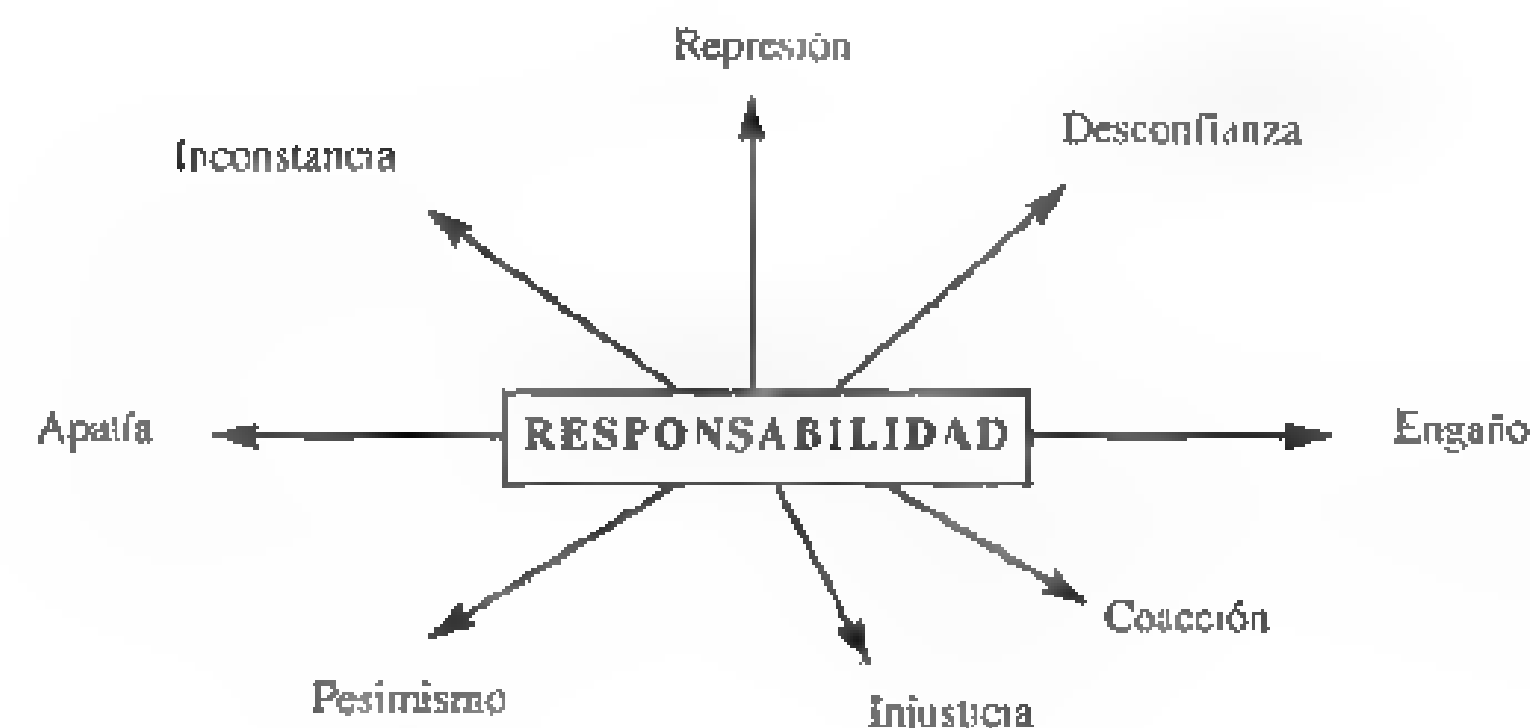 Represión
Desconfianza
Inconstancia
Apatía
RESPONSABILIDAD
Engaño
Coacción
Pesimismo
Injusticia